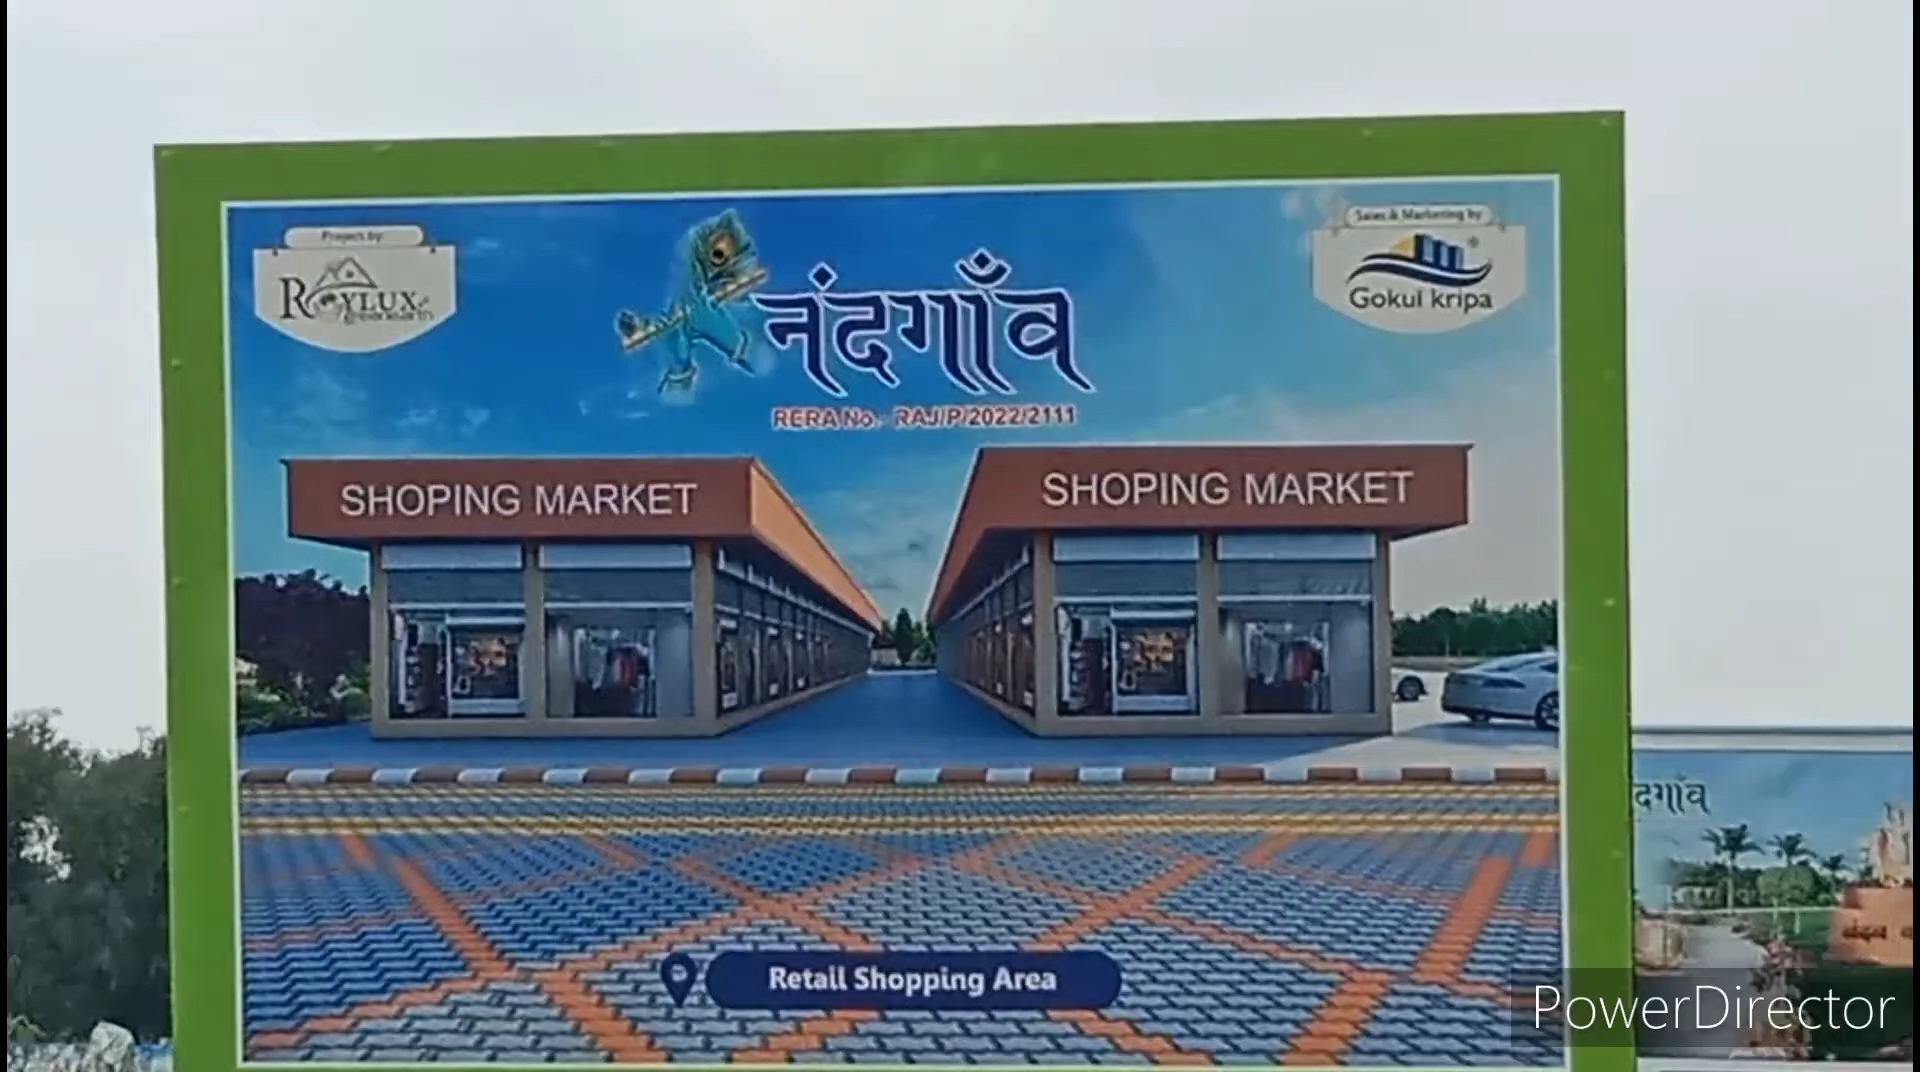 Project by:
ROYLUX
नंदगाँव
Sales & Marketing by
Gokul kripa
RERA No.- RAJ/P/2022/2111
SHOPING MARKET
SHOPING MARKET
Retail Shopping Area
दगाँव
PowerDirector